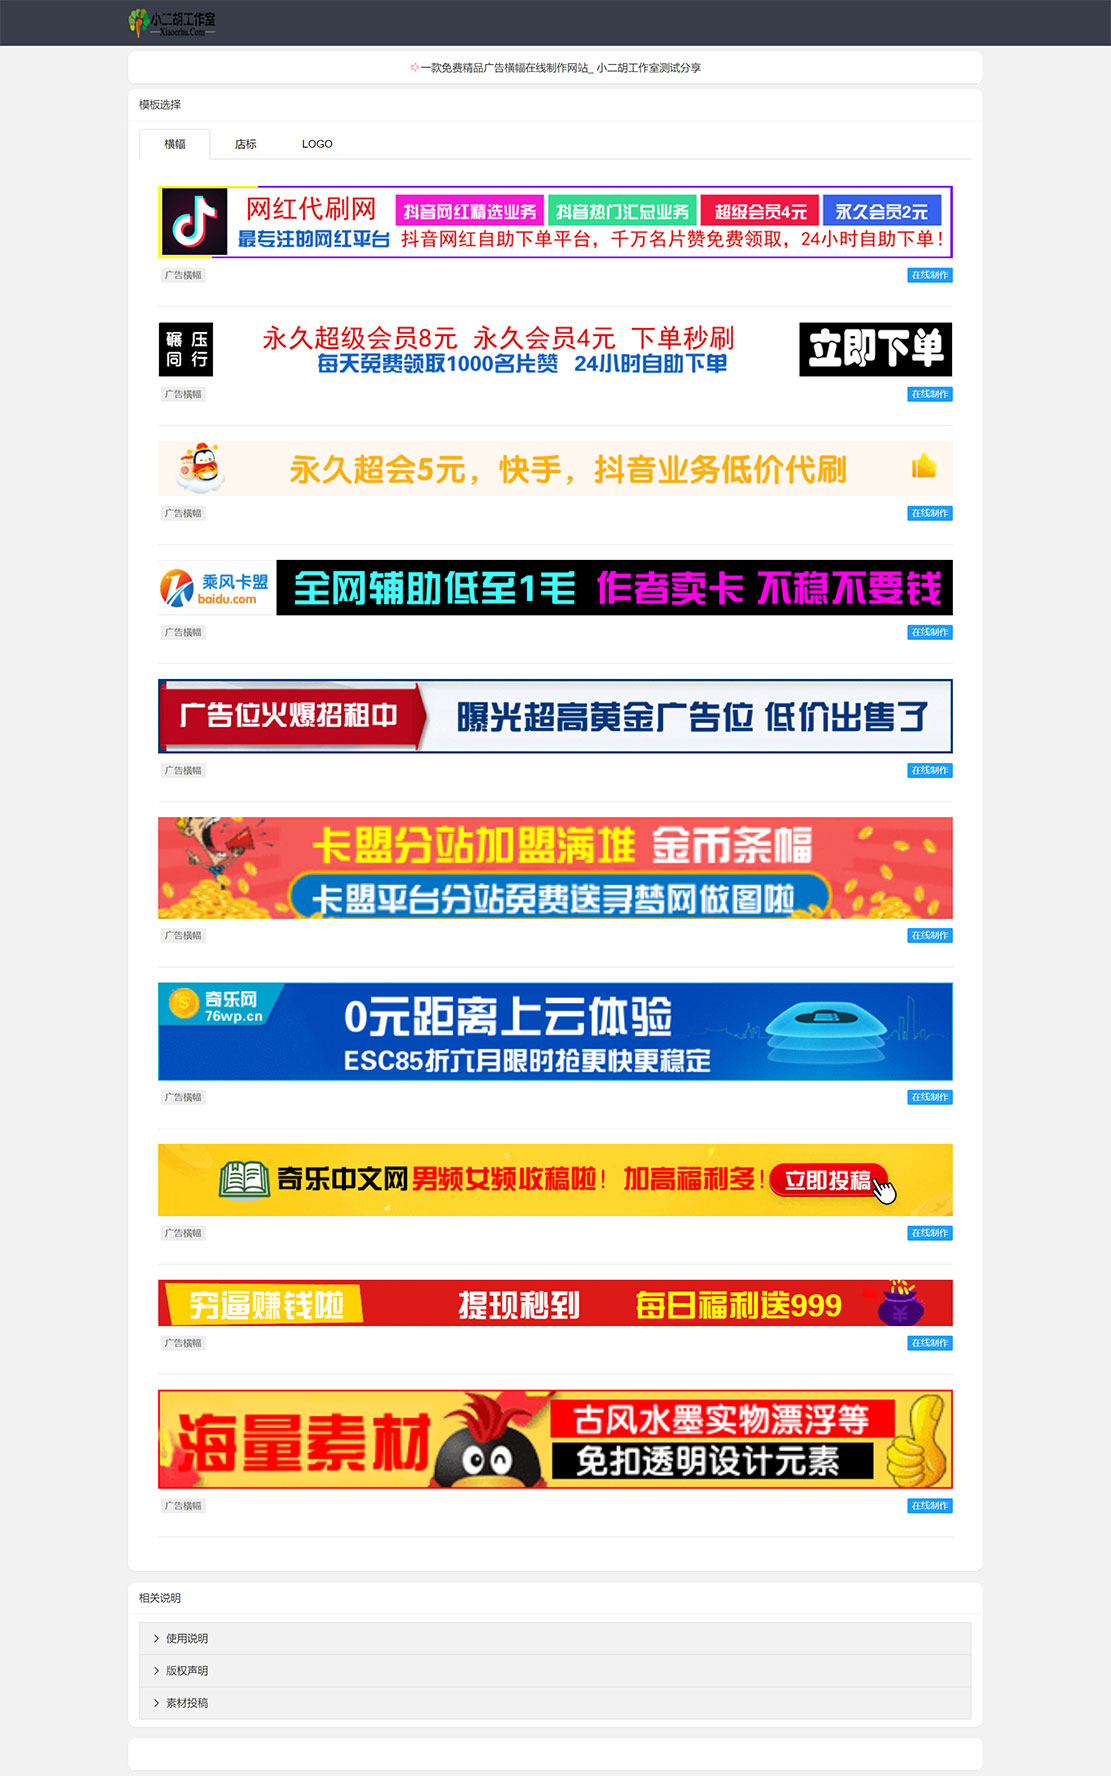 小二胡工作室
—Xiaoerhu.Com—
一款免费精品广告横幅在线制作网站_ 小二胡工作室测试分享
模板选择
横幅 店标 LOGO
网红代刷网 抖音网红精选业务 抖音热门汇总业务 超级会员4元 永久会员2元
最专注的网红平台 抖音网红自助下单平台，千万名片赞免费领取，24小时自助下单！
广告横幅 在线制作
碾压 永久超级会员8元 永久会员4元 下单秒刷 立即下单
同行 每天免费领取1000名片赞 24小时自助下单
广告横幅 在线制作
永久超会5元，快手，抖音业务低价代刷
广告横幅 在线制作
乘风卡盟 全网辅助低至1毛 作者卖卡 不稳不要钱
baidu.com
广告横幅 在线制作
广告位火爆招租中 曝光超高黄金广告位 低价出售了
广告横幅 在线制作
卡盟分站加盟满堆 金币条幅
卡盟平台分站免费送寻梦网做图啦
广告横幅 在线制作
奇乐网 0元距离上云体验
76wp.cn
ESC85折六月限时抢更快更稳定
广告横幅 在线制作
奇乐中文网 男频女频收稿啦！ 加高福利多！ 立即投稿
广告横幅 在线制作
穷逼赚钱啦 提现秒到 每日福利送999
广告横幅 在线制作
海量素材 古风水墨实物漂浮等
免扣透明设计元素
广告横幅 在线制作
相关说明
使用说明
版权声明
素材投稿